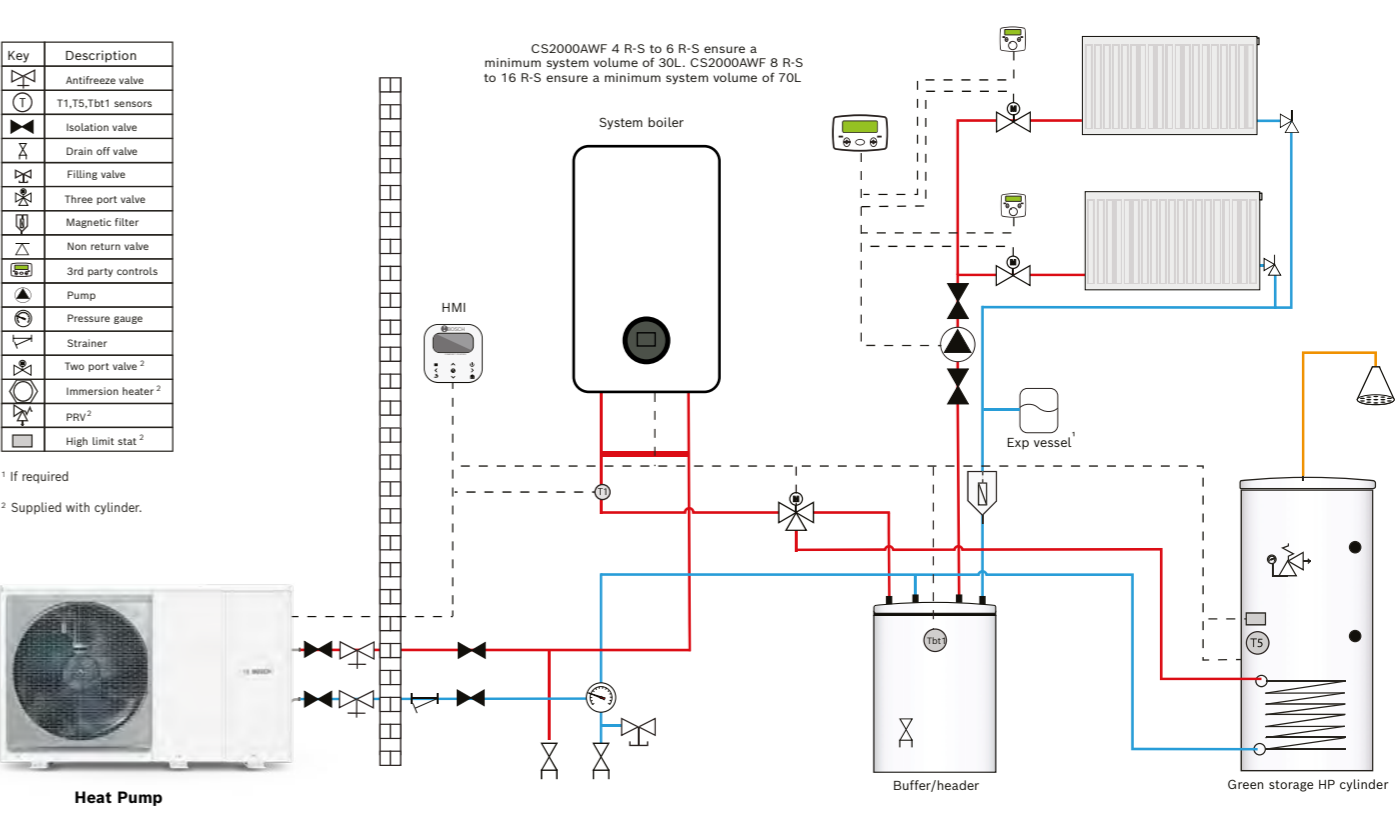 Key Description
Antifreeze valve
T T1,T5,Tbt1 sensors
Isolation valve
Drain off valve
Filling valve
Three port valve
Magnetic filter
Non return valve
3rd party controls
Pump
Pressure gauge
Strainer
Two port valve ²
Immersion heater ²
PRV²
High limit stat ²
¹ If required
² Supplied with cylinder.
CS2000AWF 4 R-S to 6 R-S ensure a
minimum system volume of 30L. CS2000AWF 8 R-S
to 16 R-S ensure a minimum system volume of 70L
System boiler
HMI
BOSCH
M
M
Exp vessel¹
T1
M
Tbt1
T5
BOSCH
Heat Pump
Buffer/header
Green storage HP cylinder